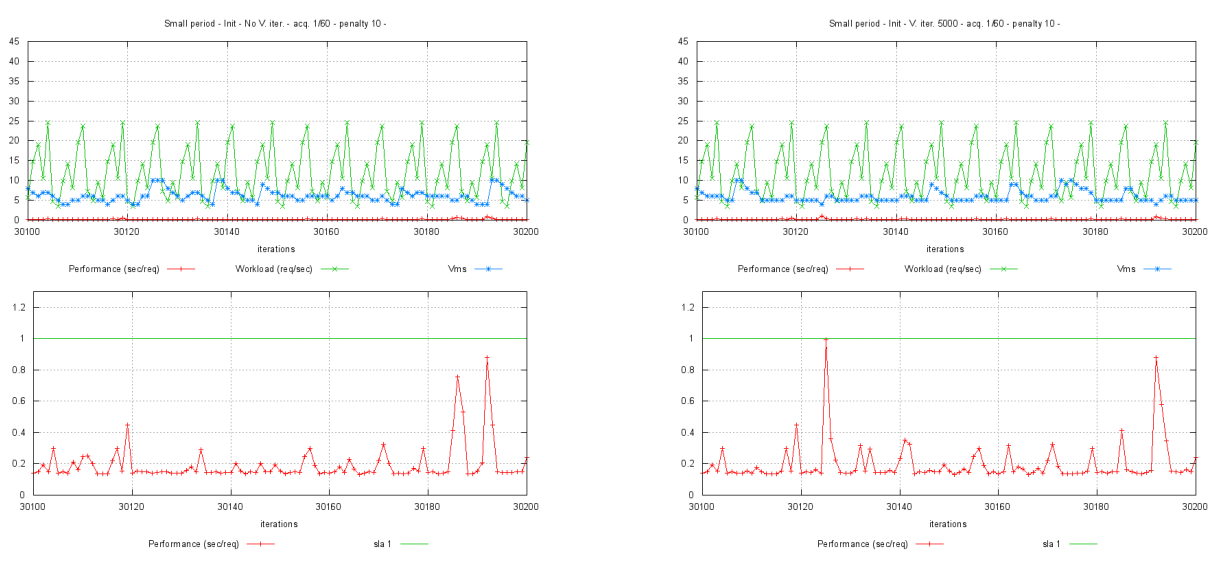 Small period - Init - No V. iter. - acq. 1/60 - penalty 10 -
45
40
35
30
25
20
15
10
5
0
30100 30120 30140 30160 30180 30200
iterations
Performance (sec/req) Workload (req/sec) Vms
1.2
1
0.8
0.6
0.4
0.2
0
30100 30120 30140 30160 30180 30200
iterations
Performance (sec/req) sla 1
Small period - Init - V. iter. 5000 - acq. 1/60 - penalty 10 -
45
40
35
30
25
20
15
10
5
0
30100 30120 30140 30160 30180 30200
iterations
Performance (sec/req) Workload (req/sec) Vms
1.2
1
0.8
0.6
0.4
0.2
0
30100 30120 30140 30160 30180 30200
iterations
Performance (sec/req) sla 1